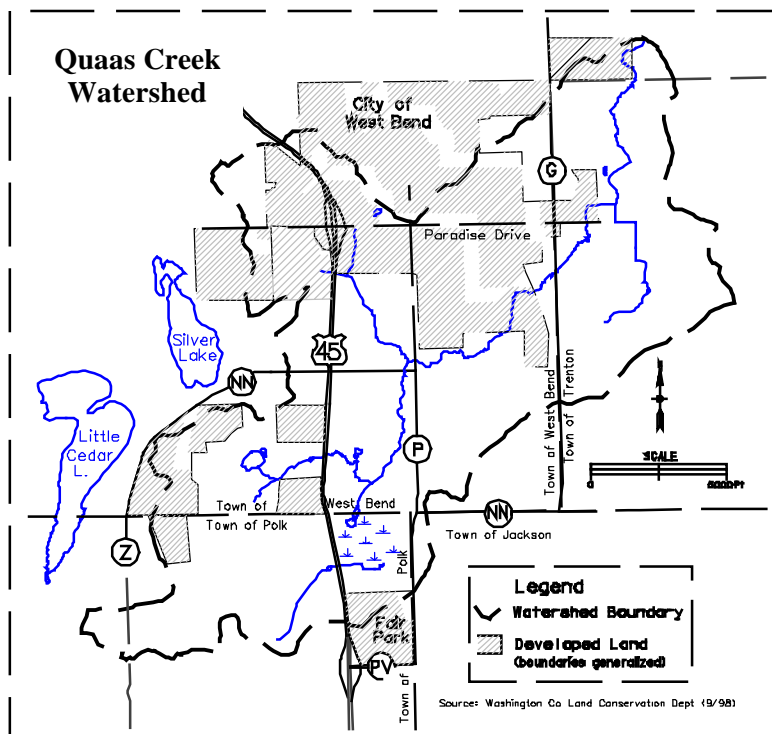 Quaas Creek
Watershed
City of
West Bend
G
Paradise Drive
Silver
Lake
45
NN
Little
Cedar
L.
P
Town of West Bend
Town of Trenton
SCALE
0
Town of West Bend
Town of Polk
NN
Town of Jackson
Z
Polk
Town of
Fair
Park
PV
Legend
Watershed Boundary
Developed Land
(boundaries generalized)
Source: Washington Co Land Conservation Dept (9/98)